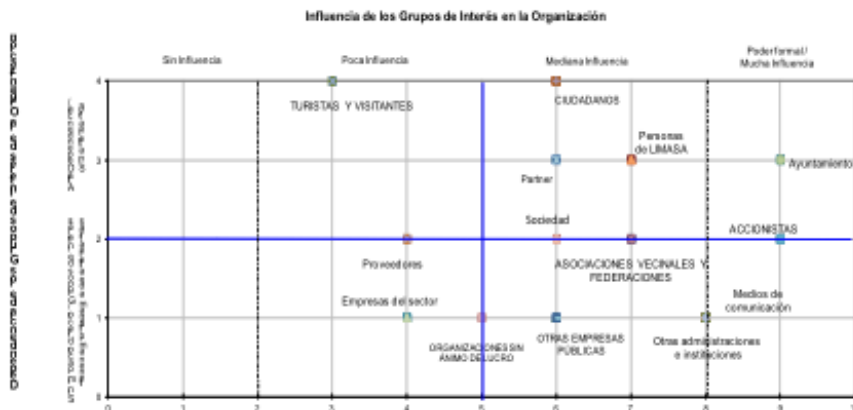 Influencia de los Grupos de Interés en la Organización
Sin Influencia
Poca Influencia
Mediana Influencia
Poder formal /
Mucha Influencia
4
TURISTAS Y VISITANTES
CIUDADANOS
3
Personas
de LIMASA
Partner
Ayuntamiento
Sociedad
ACCIONISTAS
2
Proveedores
ASOCIACIONES VECINALES Y
FEDERACIONES
Empresas del sector
Medios de
comunicación
1
ORGANIZACIONES SIN
ÁNIMO DE LUCRO
OTRAS EMPRESAS
PÚBLICAS
Otras administraciones
e instituciones
0 1 2 3 4 5 6 7 8 9